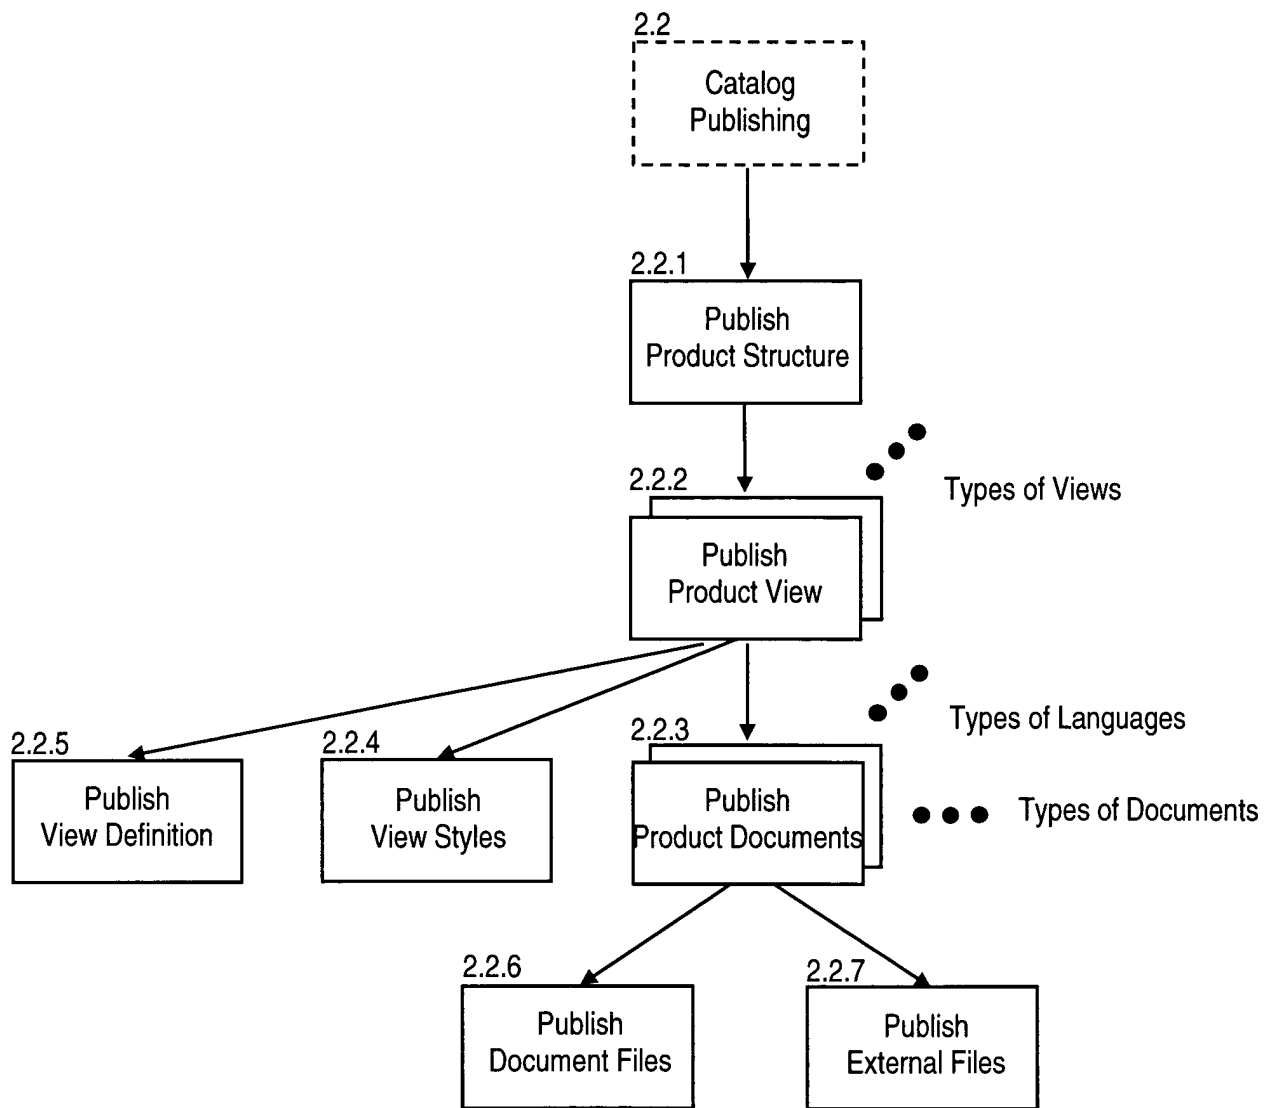 2.2
Catalog
Publishing
2.2.1
Publish
Product Structure
2.2.2
Types of Views
Publish
Product View
Types of Languages
2.2.5
2.2.4
2.2.3
Publish
View Definition
Publish
View Styles
Publish
Product Documents
Types of Documents
2.2.6
2.2.7
Publish
Document Files
Publish
External Files